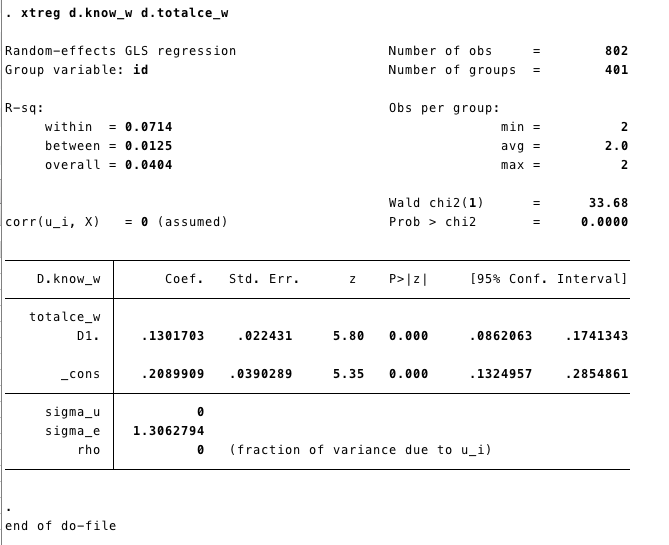 . xtreg d.know_w d.totalce_w
Random-effects GLS regression Number of obs = 802
Group variable: id Number of groups = 401
R-sq: Obs per group:
within = 0.0714 min = 2
between = 0.0125 avg = 2.0
overall = 0.0404 max = 2
Wald chi2(1) = 33.68
corr(u_i, X) = 0 (assumed) Prob > chi2 = 0.0000
D.know_w Coef. Std. Err. z P>|z| [95% Conf. Interval]
totalce_w
D1. .1301703 .022431 5.80 0.000 .0862063 .1741343
_cons .2089909 .0390289 5.35 0.000 .1324957 .2854861
sigma_u 0
sigma_e 1.3062794
rho 0 (fraction of variance due to u_i)
.
end of do-file